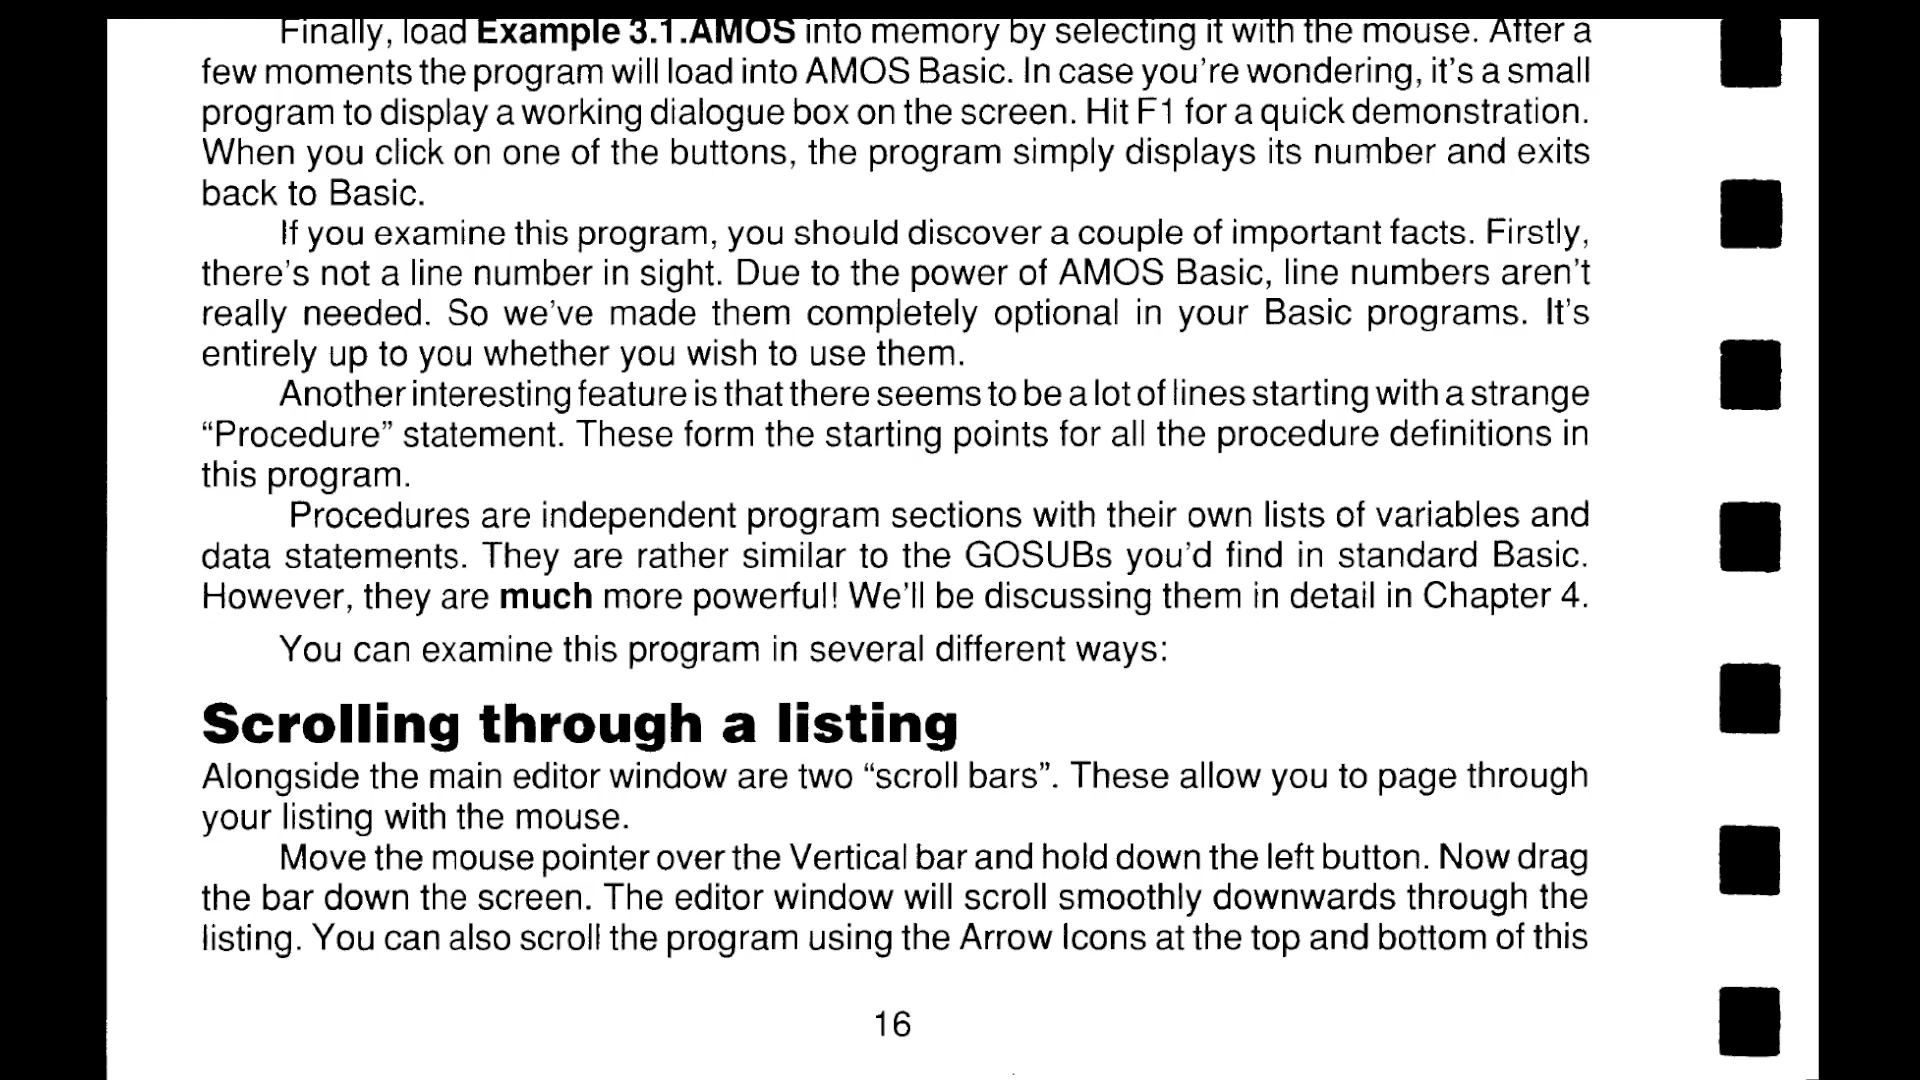 Finally, load Example 3.1.AMOS into memory by selecting it with the mouse. After a
few moments the program will load into AMOS Basic. In case you're wondering, it's a small
program to display a working dialogue box on the screen. Hit F1 for a quick demonstration.
When you click on one of the buttons, the program simply displays its number and exits
back to Basic.
If you examine this program, you should discover a couple of important facts. Firstly,
there's not a line number in sight. Due to the power of AMOS Basic, line numbers aren't
really needed. So we've made them completely optional in your Basic programs. It's
entirely up to you whether you wish to use them.
Another interesting feature is that there seems to be a lot of lines starting with a strange
“Procedure” statement. These form the starting points for all the procedure definitions in
this program.
Procedures are independent program sections with their own lists of variables and
data statements. They are rather similar to the GOSUBs you'd find in standard Basic.
However, they are much more powerful! We'll be discussing them in detail in Chapter 4.
You can examine this program in several different ways:
Scrolling through a listing
Alongside the main editor window are two “scroll bars”. These allow you to page through
your listing with the mouse.
Move the mouse pointer over the Vertical bar and hold down the left button. Now drag
the bar down the screen. The editor window will scroll smoothly downwards through the
listing. You can also scroll the program using the Arrow Icons at the top and bottom of this
16